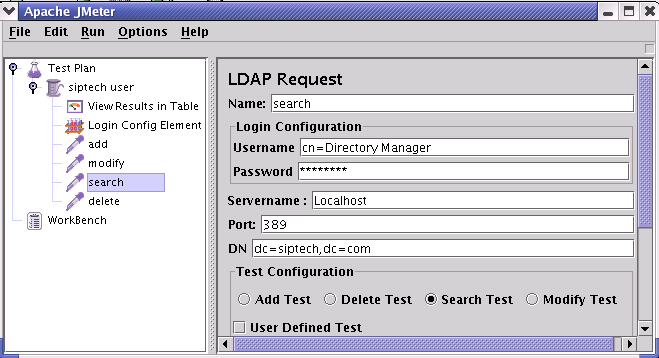 Apache JMeter
File Edit Run Options Help
Test Plan
siptech user
View Results in Table
Login Config Element
add
modify
search
delete
WorkBench
LDAP Request
Name: search
Login Configuration
Username cn=Directory Manager
Password ********
Servername : Localhost
Port: 389
DN dc=siptech,dc=com
Test Configuration
Add Test Delete Test Search Test Modify Test
User Defined Test